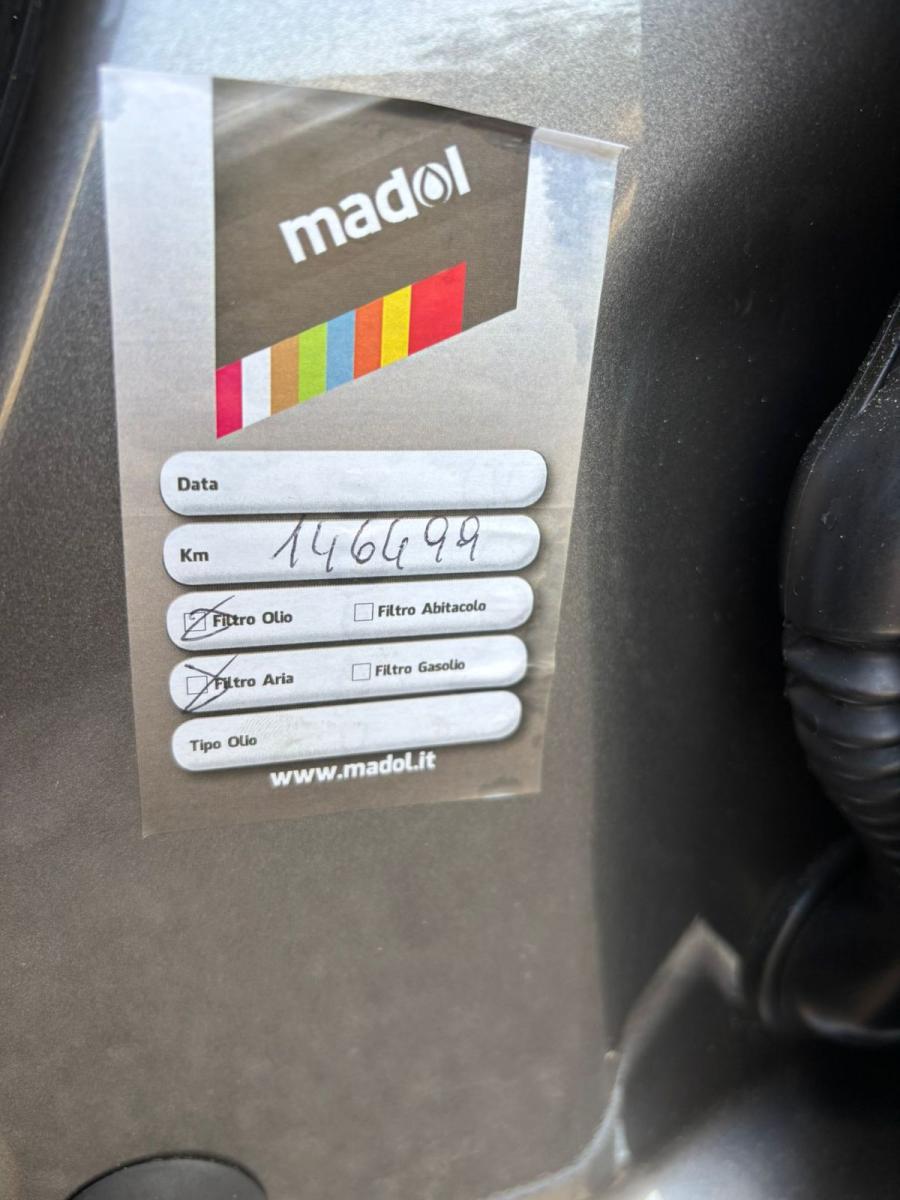 madol
Data
Km 146499
Filtro Olio Filtro Abitacolo
Filtro Aria Filtro Gasolio
Tipo Olio
www.madol.it